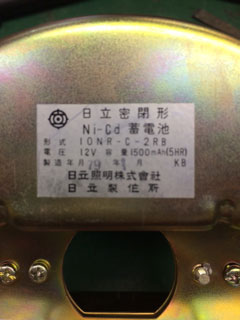 日立密閉形
Ni-Cd 蓄電池
形式 10NR-C-2RB
電圧 12V 容量 1500mAh(5HR)
製造年月 年 月 KB
日立照明株式会社
日立製作所